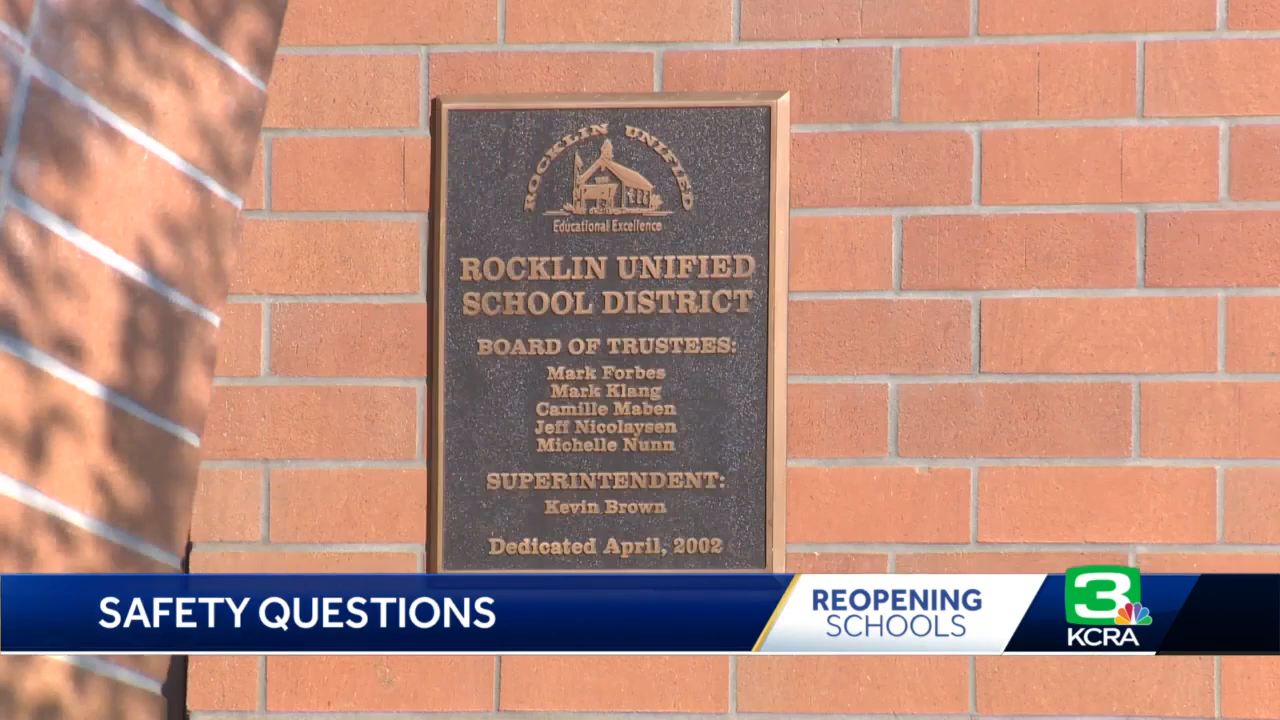 ROCKLIN UNIFIED
Educational Excellence
ROCKLIN UNIFIED
SCHOOL DISTRICT
BOARD OF TRUSTEES:
Mark Forbes
Mark Klang
Camille Maben
Jeff Nicolaysen
Michelle Nunn
SUPERINTENDENT:
Kevin Brown
Dedicated April, 2002
SAFETY QUESTIONS
REOPENING
SCHOOLS
3
KCRA